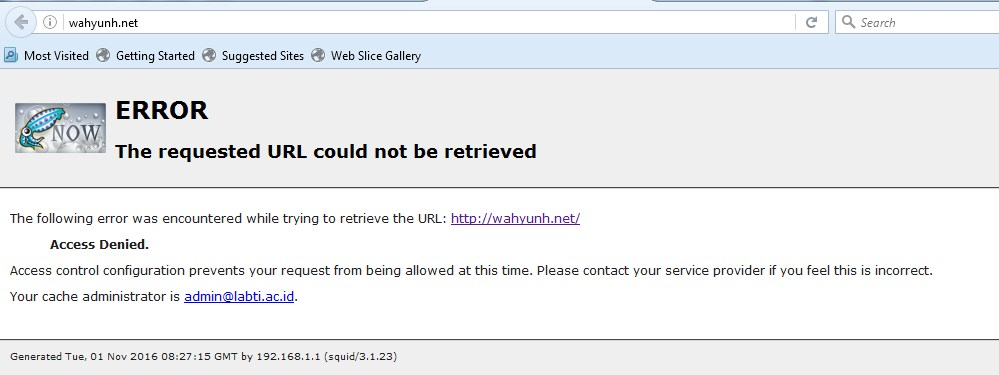 wahyunh.net
Search
Most Visited Getting Started Suggested Sites Web Slice Gallery
NOW
ERROR
The requested URL could not be retrieved
The following error was encountered while trying to retrieve the URL: http://wahyunh.net/
Access Denied.
Access control configuration prevents your request from being allowed at this time. Please contact your service provider if you feel this is incorrect.
Your cache administrator is admin@labti.ac.id.
Generated Tue, 01 Nov 2016 08:27:15 GMT by 192.168.1.1 (squid/3.1.23)